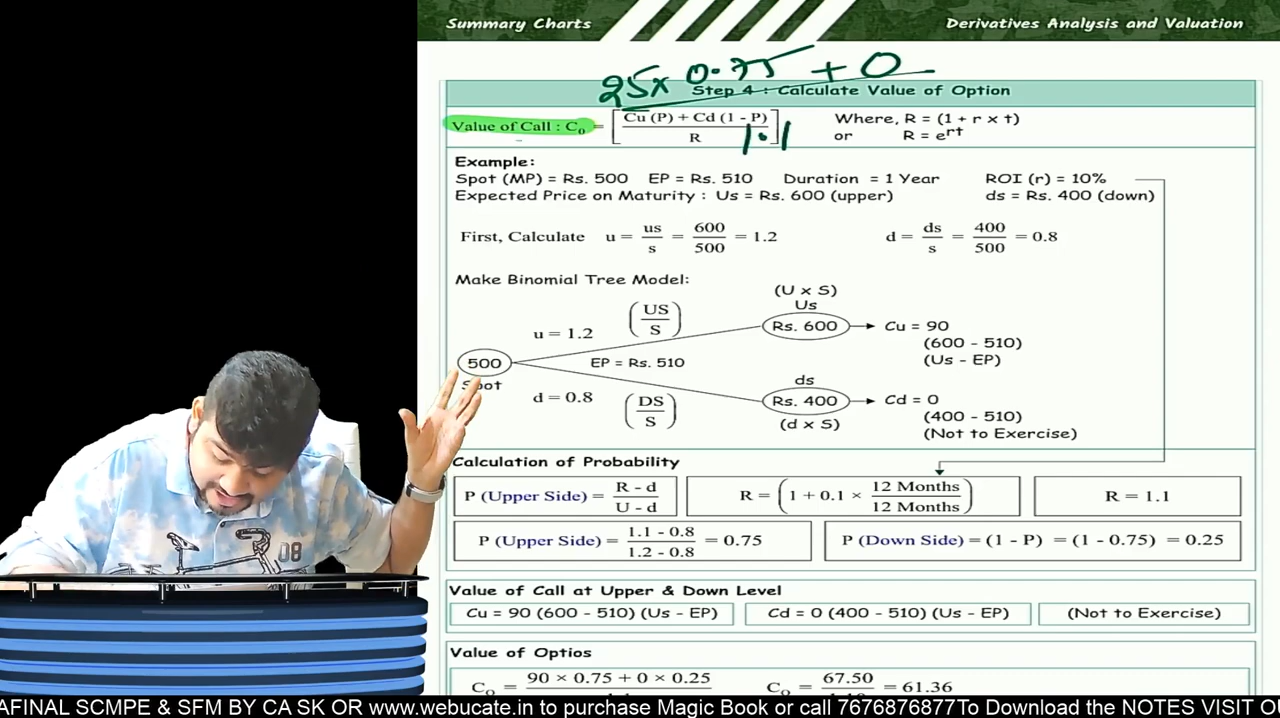 Summary Charts
Derivatives Analysis and Valuation
25 x 0.75 + 0
Step 4 : Calculate Value of Option
Value of Call : C₀ = [ Cu (P) + Cd (1 - P) / R ]
1.1
Where, R = (1 + r × t)
or R = eʳᵗ
Example:
Spot (MP) = Rs. 500 EP = Rs. 510 Duration = 1 Year ROI (r) = 10%
Expected Price on Maturity : Us = Rs. 600 (upper) ds = Rs. 400 (down)
First, Calculate u = us/s = 600/500 = 1.2 d = ds/s = 400/500 = 0.8
Make Binomial Tree Model:
(U x S)
Us
u = 1.2 (US/S) Rs. 600 Cu = 90
(600 - 510)
(Us - EP)
500 EP = Rs. 510
Spot
ds
d = 0.8 (DS/S) Rs. 400 Cd = 0
(d x S) (400 - 510)
(Not to Exercise)
Calculation of Probability
P (Upper Side) = R - d / U - d
R = (1 + 0.1 × 12 Months / 12 Months)
R = 1.1
P (Upper Side) = 1.1 - 0.8 / 1.2 - 0.8 = 0.75
P (Down Side) = (1 - P) = (1 - 0.75) = 0.25
Value of Call at Upper & Down Level
Cu = 90 (600 - 510) (Us - EP)
Cd = 0 (400 - 510) (Us - EP)
(Not to Exercise)
Value of Optios
C₀ = 90 × 0.75 + 0 × 0.25
C₀ = 67.50 = 61.36
08
AFINAL SCMPE & SFM BY CA SK OR www.webucate.in to purchase Magic Book or call 7676876877To Download the NOTES VISIT OU